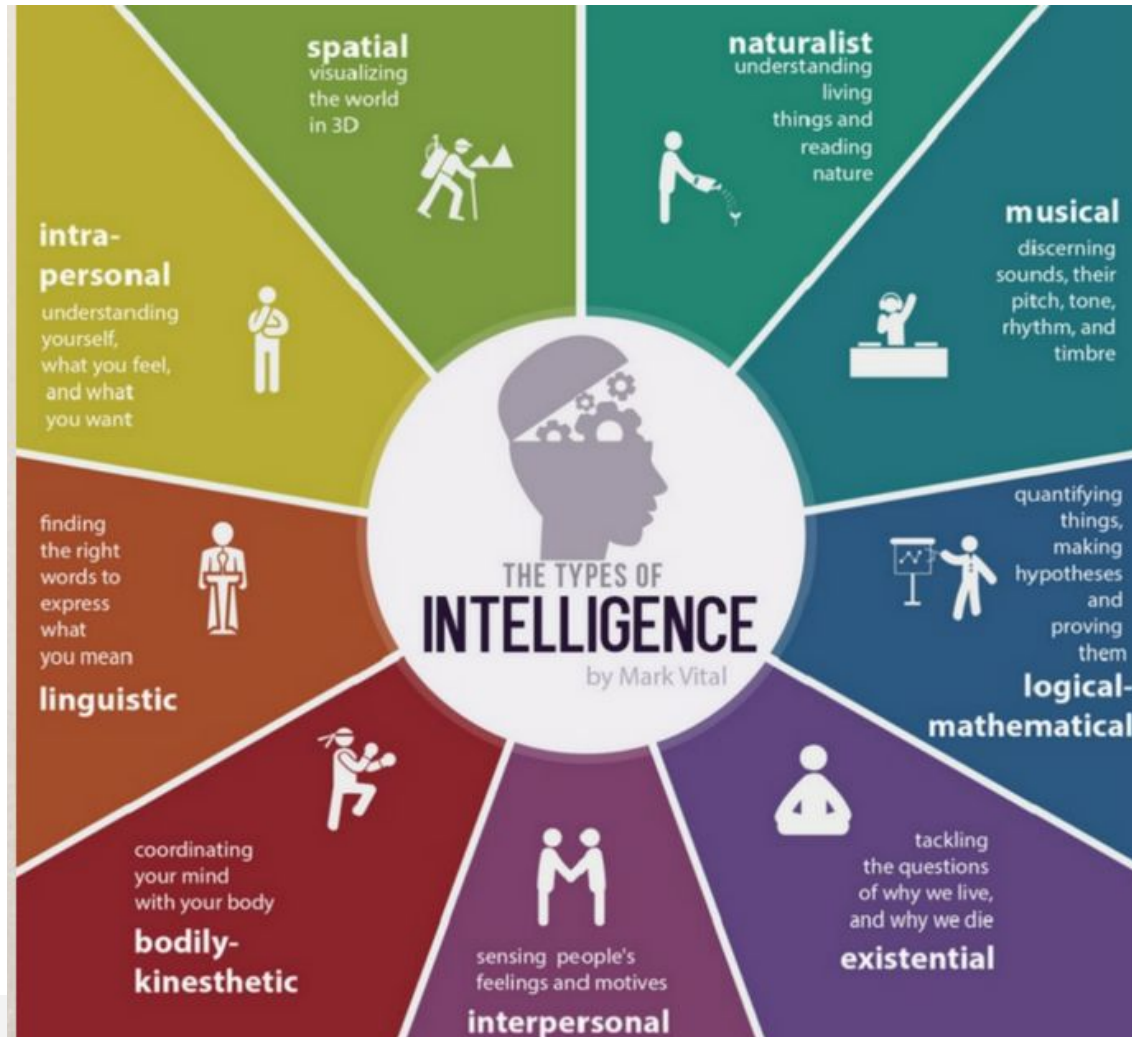 spatial
visualizing
the world
in 3D
naturalist
understanding
living
things and
reading
nature
musical
discerning
sounds, their
pitch, tone,
rhythm, and
timbre
quantifying
things,
making
hypotheses
and
proving
them
logical-
mathematical
tackling
the questions
of why we live,
and why we die
existential
sensing people's
feelings and motives
interpersonal
coordinating
your mind
with your body
bodily-
kinesthetic
finding
the right
words to
express
what
you mean
linguistic
intra-
personal
understanding
yourself,
what you feel,
and what
you want
THE TYPES OF
INTELLIGENCE
by Mark Vital